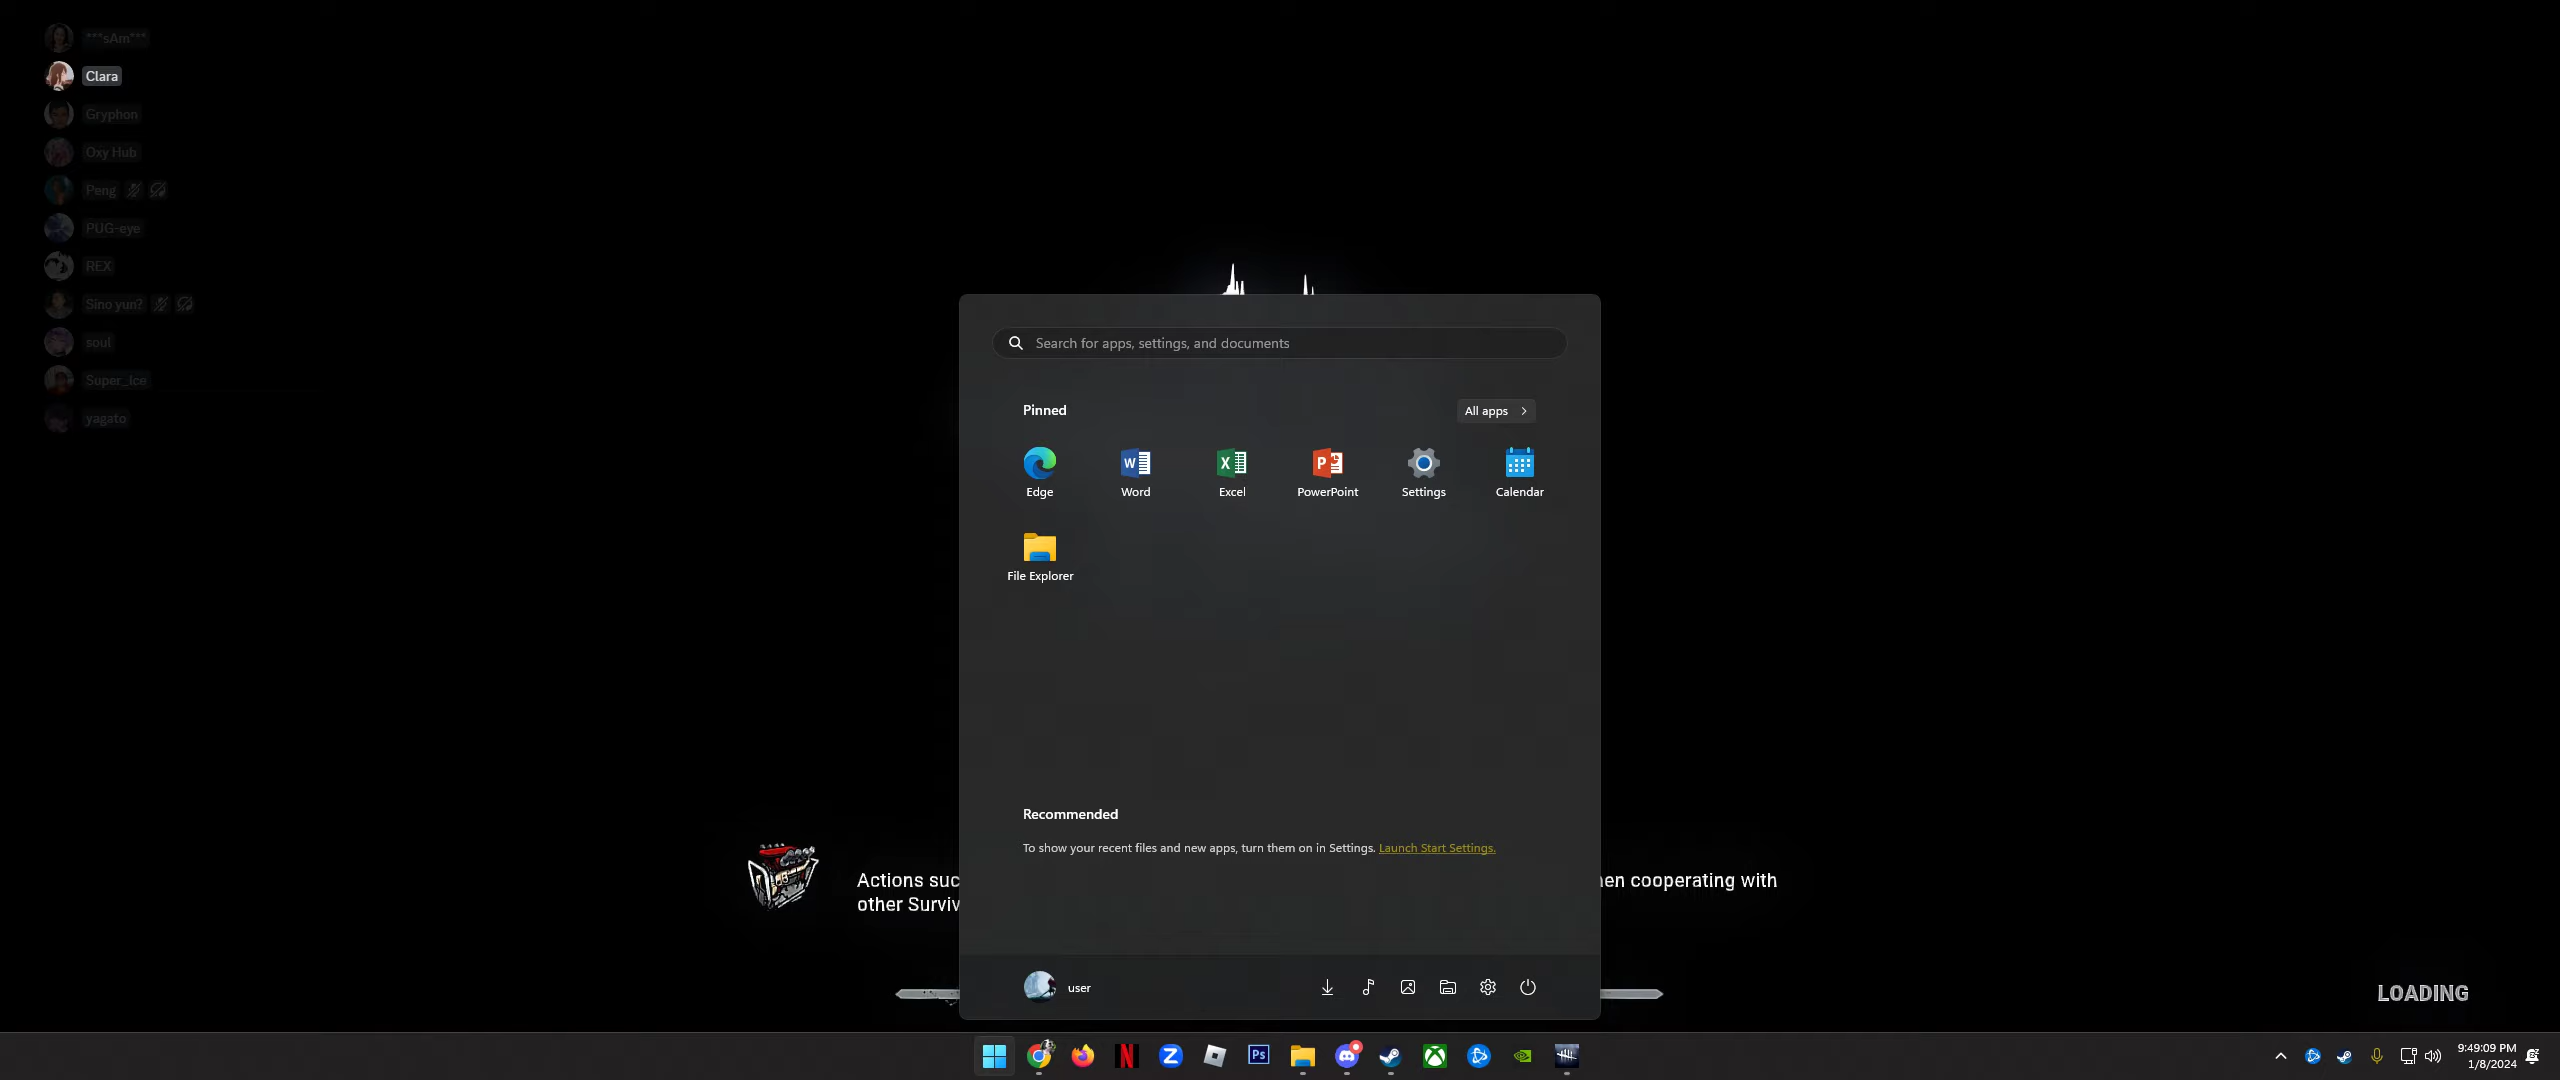 ***sAm***
Clara
Gryphon
Oxy Hub
Peng
PUG-eye
REX
Sino yun?
soul
Super_Ice
yagato
Search for apps, settings, and documents
Pinned
All apps
Edge
Word
Excel
PowerPoint
Settings
Calendar
File Explorer
Recommended
To show your recent files and new apps, turn them on in Settings. Launch Start Settings.
Actions suc
en cooperating with
other Surviv
user
LOADING
9:49:09 PM
1/8/2024